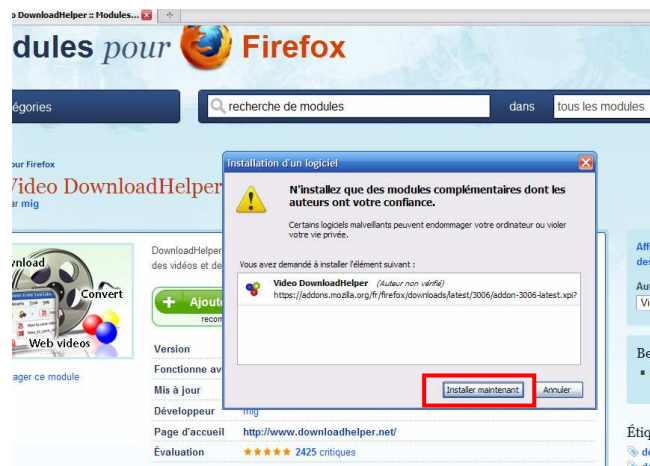 o DownloadHelper :: Modules...
dules pour Firefox
égories
recherche de modules
dans
tous les modules
our Firefox
Video DownloadHelper
ar mig
Installation d'un logiciel
N'installez que des modules complémentaires dont les
auteurs ont votre confiance.
Certains logiciels malveillants peuvent endommager votre ordinateur ou violer
votre vie privée.
Vous avez demandé à installer l'élément suivant :
Video DownloadHelper (Auteur non vérifié)
https://addons.mozilla.org/fr/firefox/downloads/latest/3006/addon-3006-latest.xpi?
Installer maintenant
Annuler
wnload
Convert
Web videos
ager ce module
DownloadHelper
des vidéos et de
Ajoute
recom
Version
Fonctionne av
Mis à jour
Développeur mig
Page d'accueil http://www.downloadhelper.net/
Évaluation 2425 critiques
Aff
des
Aut
Vi
Be
Étiq
do